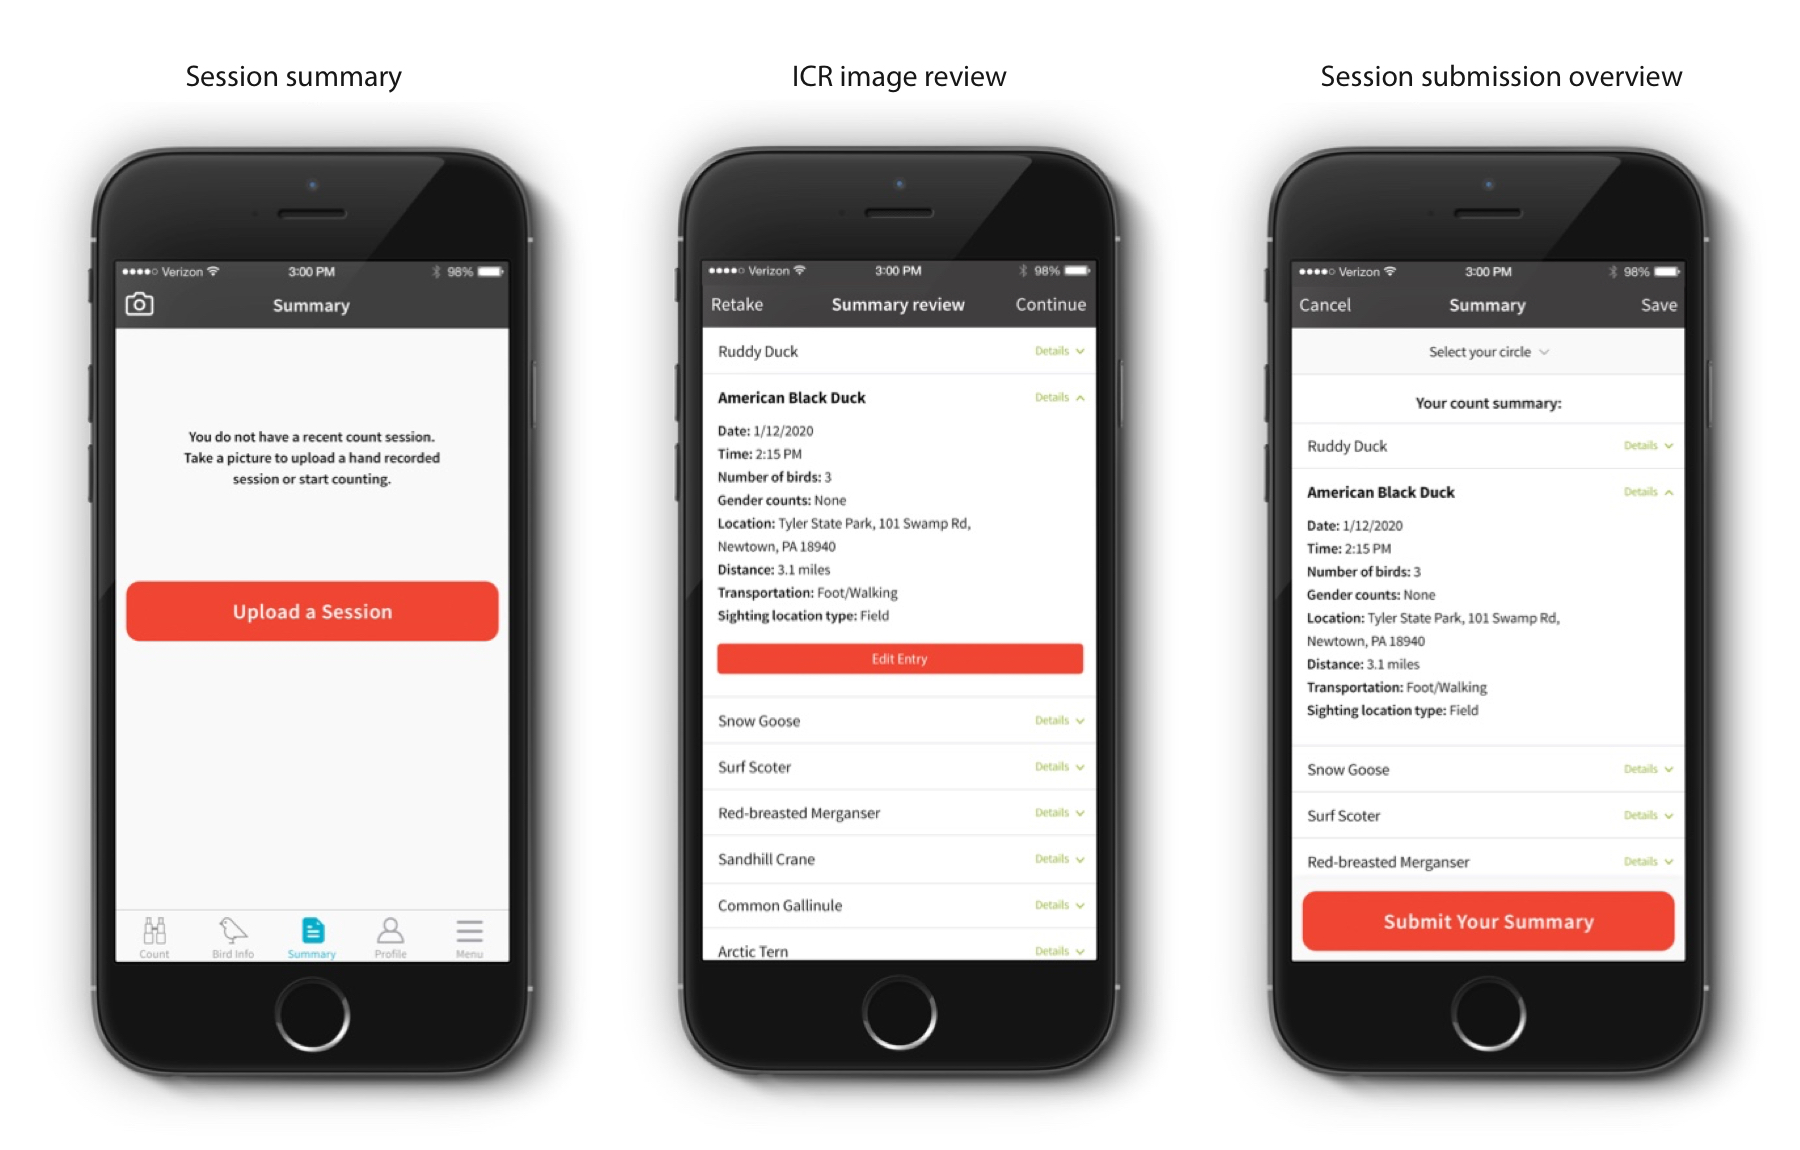 Session summary
ICR image review
Session submission overview
Verizon 3:00 PM 98%
Summary
You do not have a recent count session.
Take a picture to upload a hand recorded
session or start counting.
Upload a Session
Count Bird Info Summary Profile Menu
Verizon 3:00 PM 98%
Retake Summary review Continue
Ruddy Duck Details
American Black Duck Details
Date: 1/12/2020
Time: 2:15 PM
Number of birds: 3
Gender counts: None
Location: Tyler State Park, 101 Swamp Rd,
Newtown, PA 18940
Distance: 3.1 miles
Transportation: Foot/Walking
Sighting location type: Field
Edit Entry
Snow Goose Details
Surf Scoter Details
Red-breasted Merganser Details
Sandhill Crane Details
Common Gallinule Details
Arctic Tern Details
Verizon 3:00 PM 98%
Cancel Summary Save
Select your circle
Your count summary:
Ruddy Duck Details
American Black Duck Details
Date: 1/12/2020
Time: 2:15 PM
Number of birds: 3
Gender counts: None
Location: Tyler State Park, 101 Swamp Rd,
Newtown, PA 18940
Distance: 3.1 miles
Transportation: Foot/Walking
Sighting location type: Field
Snow Goose Details
Surf Scoter Details
Red-breasted Merganser Details
Submit Your Summary